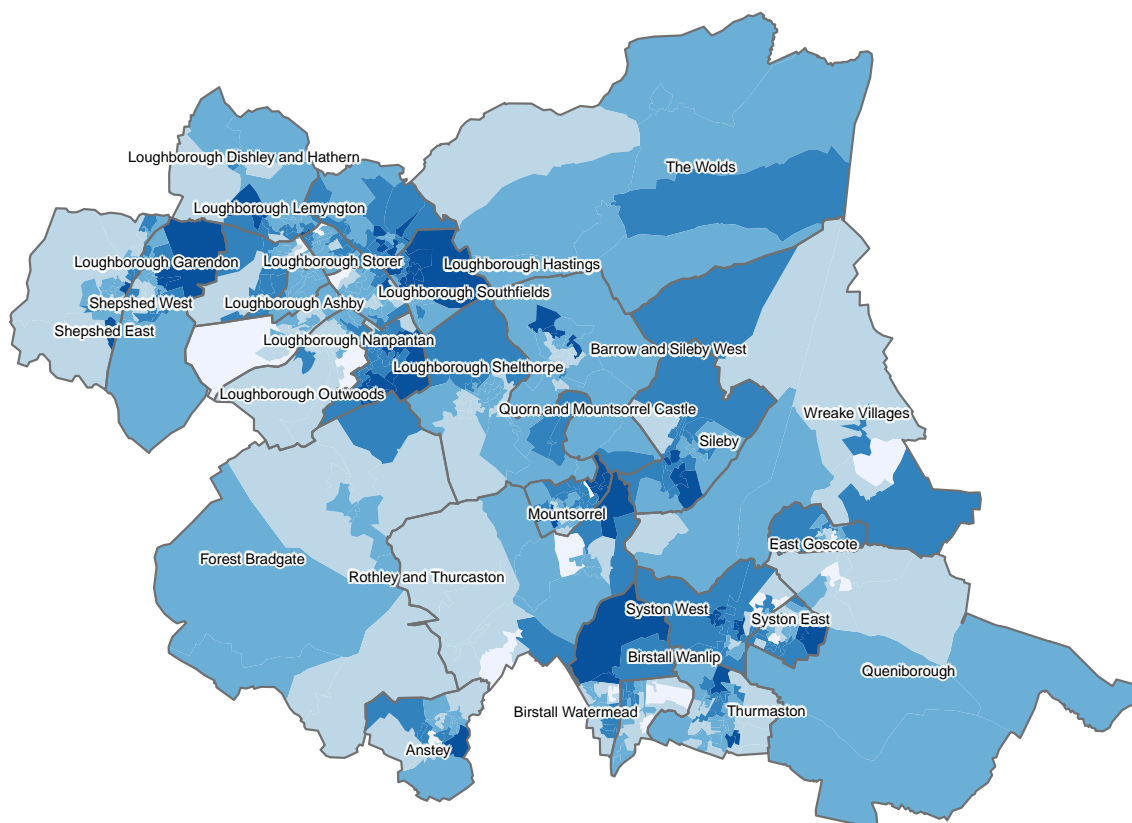 Loughborough Dishley and Hathern
The Wolds
Loughborough Lemyngton
Loughborough Garendon
Loughborough Storer
Loughborough Hastings
Loughborough Southfields
Shepshed West
Loughborough Ashby
Shepshed East
Loughborough Nanpantan
Barrow and Sileby West
Loughborough Shelthorpe
Loughborough Outwoods
Quorn and Mountsorrel Castle
Wreake Villages
Sileby
Mountsorrel
East Goscote
Forest Bradgate
Rothley and Thurcaston
Syston West
Syston East
Birstall Wanlip
Queniborough
Birstall Watermead
Thurmaston
Anstey